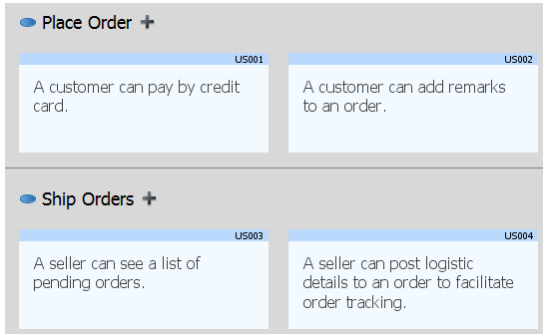 Place Order +
US001
US002
A customer can pay by credit
card.
A customer can add remarks
to an order.
Ship Orders +
US003
US004
A seller can see a list of
pending orders.
A seller can post logistic
details to an order to facilitate
order tracking.